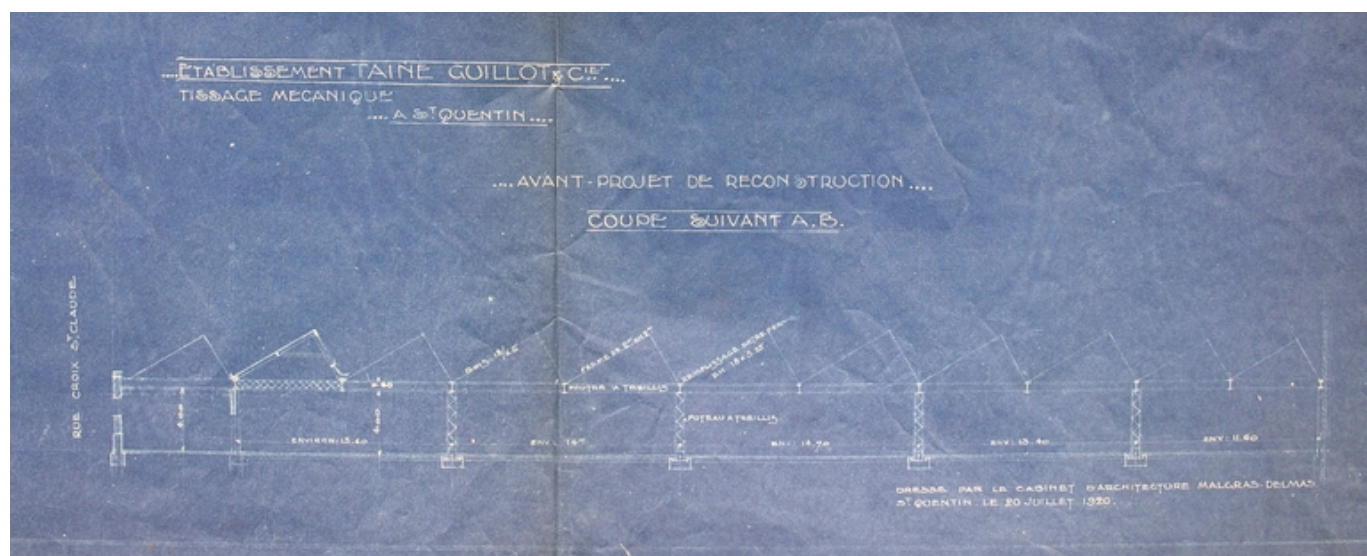 ....ÉTABLISSEMENT TAINE GUILLOT & CIE....
TISSAGE MECANIQUE
.... A ST QUENTIN ....
.... AVANT-PROJET DE RECONSTRUCTION ....
COUPE SUIVANT A.B.
RUE CROIX ST CLAUDE
POUTRE A TREILLIS
POTEAU A TREILLIS
ENVIRON: 13.40
ENV: 14.70
ENV: 13.40
ENV: 11.60
DRESSÉ PAR LE CABINET D'ARCHITECTURE MALGRAS-DELMAS
ST QUENTIN LE 20 JUILLET 1920.